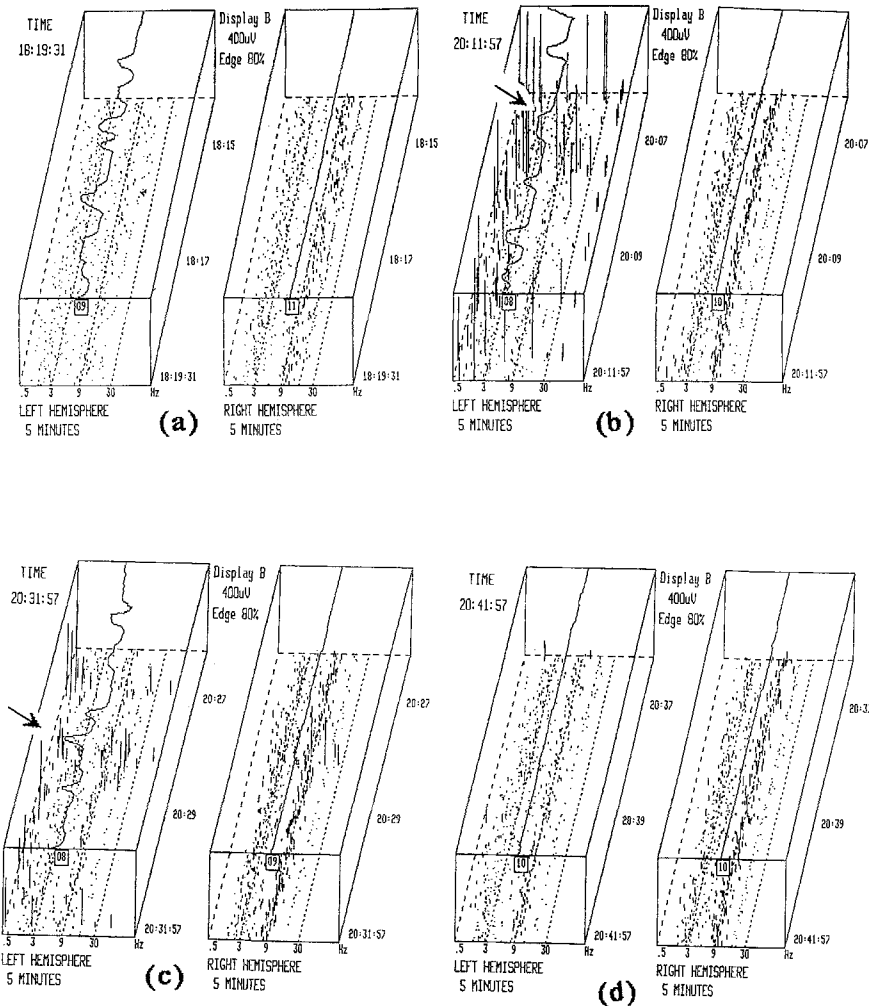 TIME
18:19:31
Display B
400uV
Edge 80%
18:15
18:15
18:17
18:17
09
11
18:19:31
18:19:31
.5 3 9 30 Hz
.5 3 9 30 Hz
LEFT HEMISPHERE
5 MINUTES
RIGHT HEMISPHERE
5 MINUTES
(a)
TIME
20:11:57
Display B
400uV
Edge 80%
20:07
20:07
20:09
20:09
08
10
20:11:57
20:11:57
.5 3 9 30 Hz
.5 3 9 30 Hz
LEFT HEMISPHERE
5 MINUTES
RIGHT HEMISPHERE
5 MINUTES
(b)
TIME
20:31:57
Display B
400uV
Edge 80%
20:27
20:27
20:29
20:29
08
09
20:31:57
20:31:57
.5 3 9 30 Hz
.5 3 9 30 Hz
LEFT HEMISPHERE
5 MINUTES
RIGHT HEMISPHERE
5 MINUTES
(c)
TIME
20:41:57
Display B
400uV
Edge 80%
20:37
20:39
20:39
10
10
20:41:57
20:41:57
.5 3 9 30 Hz
.5 3 9 30 Hz
LEFT HEMISPHERE
5 MINUTES
RIGHT HEMISPHERE
5 MINUTES
(d)